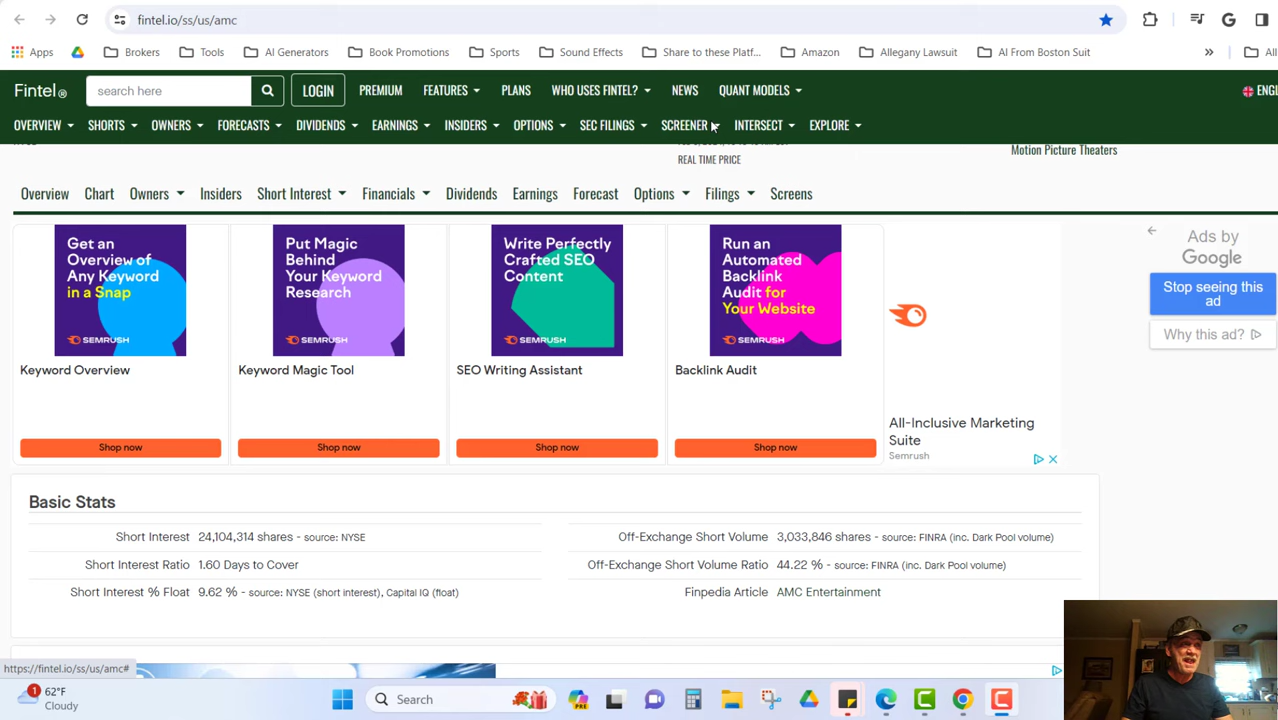 fintel.io/ss/us/amc
Apps Brokers Tools AI Generators Book Promotions Sports Sound Effects Share to these Platf... Amazon Allegany Lawsuit AI From Boston Suit » All
Fintel® search here LOGIN PREMIUM FEATURES PLANS WHO USES FINTEL? NEWS QUANT MODELS ENGL
OVERVIEW SHORTS OWNERS FORECASTS DIVIDENDS EARNINGS INSIDERS OPTIONS SEC FILINGS SCREENER INTERSECT EXPLORE
REAL TIME PRICE
Motion Picture Theaters
Overview Chart Owners Insiders Short Interest Financials Dividends Earnings Forecast Options Filings Screens
Get an
Overview of
Any Keyword
in a Snap
SEMRUSH
Keyword Overview
Shop now
Put Magic
Behind
Your Keyword
Research
SEMRUSH
Keyword Magic Tool
Shop now
Write Perfectly
Crafted SEO
Content
SEMRUSH
SEO Writing Assistant
Shop now
Run an
Automated
Backlink
Audit for
Your Website
SEMRUSH
Backlink Audit
Shop now
All-Inclusive Marketing
Suite
Semrush
Ads by
Google
Stop seeing this
ad
Why this ad?
Basic Stats
Short Interest 24,104,314 shares - source: NYSE
Short Interest Ratio 1.60 Days to Cover
Short Interest % Float 9.62 % - source: NYSE (short interest), Capital IQ (float)
Off-Exchange Short Volume 3,033,846 shares - source: FINRA (inc. Dark Pool volume)
Off-Exchange Short Volume Ratio 44.22 % - source: FINRA (inc. Dark Pool volume)
Finpedia Article AMC Entertainment
https://fintel.io/ss/us/amc#
1 62°F
Cloudy
Search
PRE